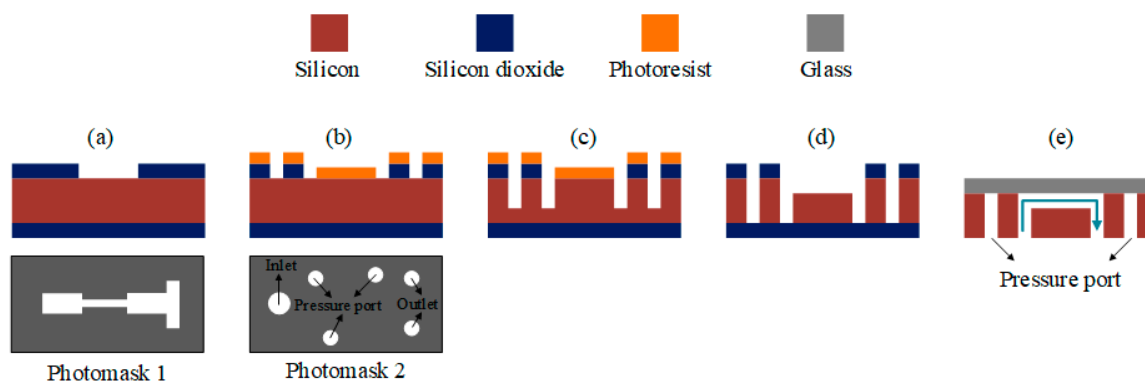 Silicon
Silicon dioxide
Photoresist
Glass
(a)
(b)
(c)
(d)
(e)
Inlet
Pressure port
Outlet
Pressure port
Photomask 1
Photomask 2